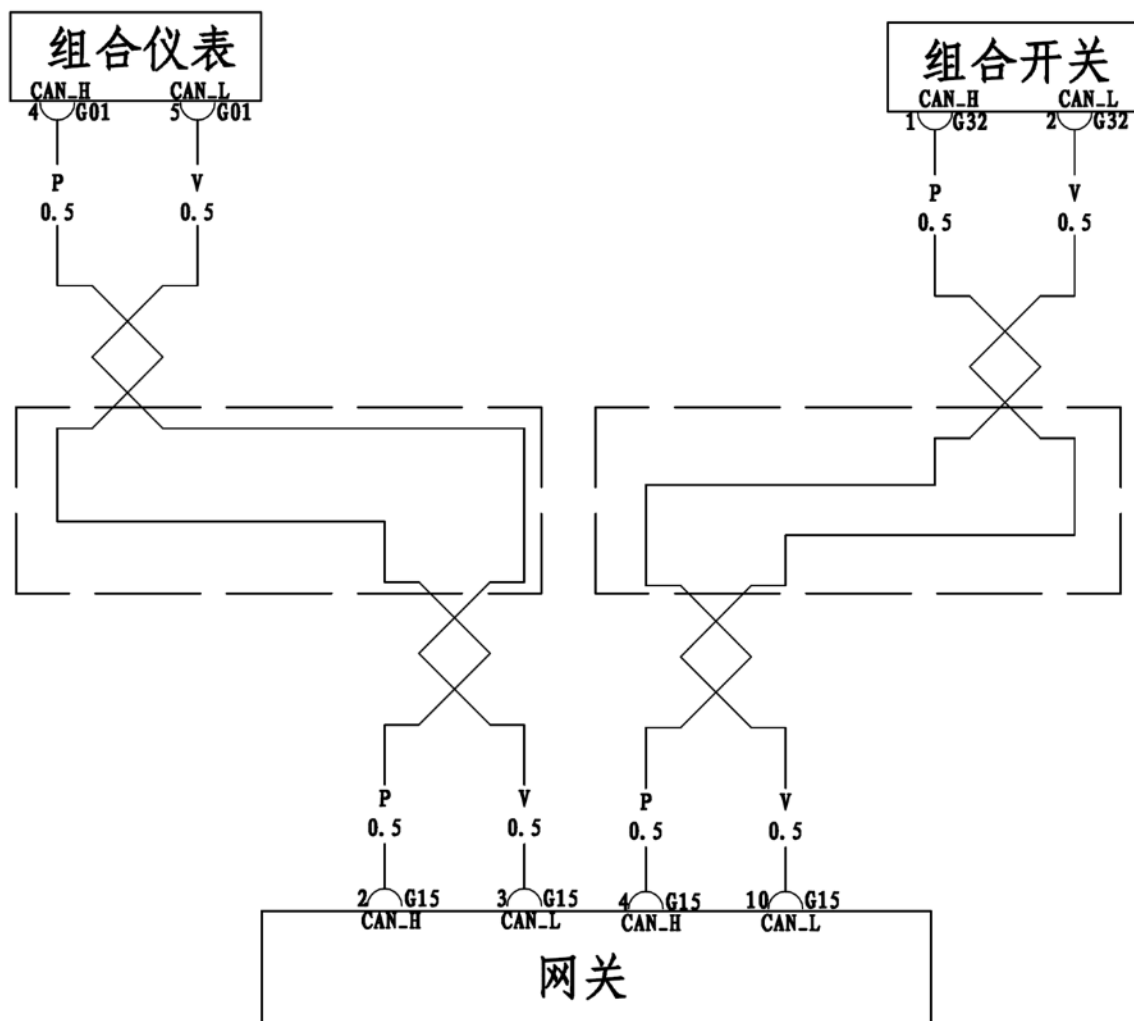 组合仪表
CAN_H CAN_L
4 G01 5 G01
组合开关
CAN_H CAN_L
1 G32 2 G32
P V
0.5 0.5
P V
0.5 0.5
P V P V
0.5 0.5 0.5 0.5
2 G15 3 G15 4 G15 10 G15
CAN_H CAN_L CAN_H CAN_L
网关